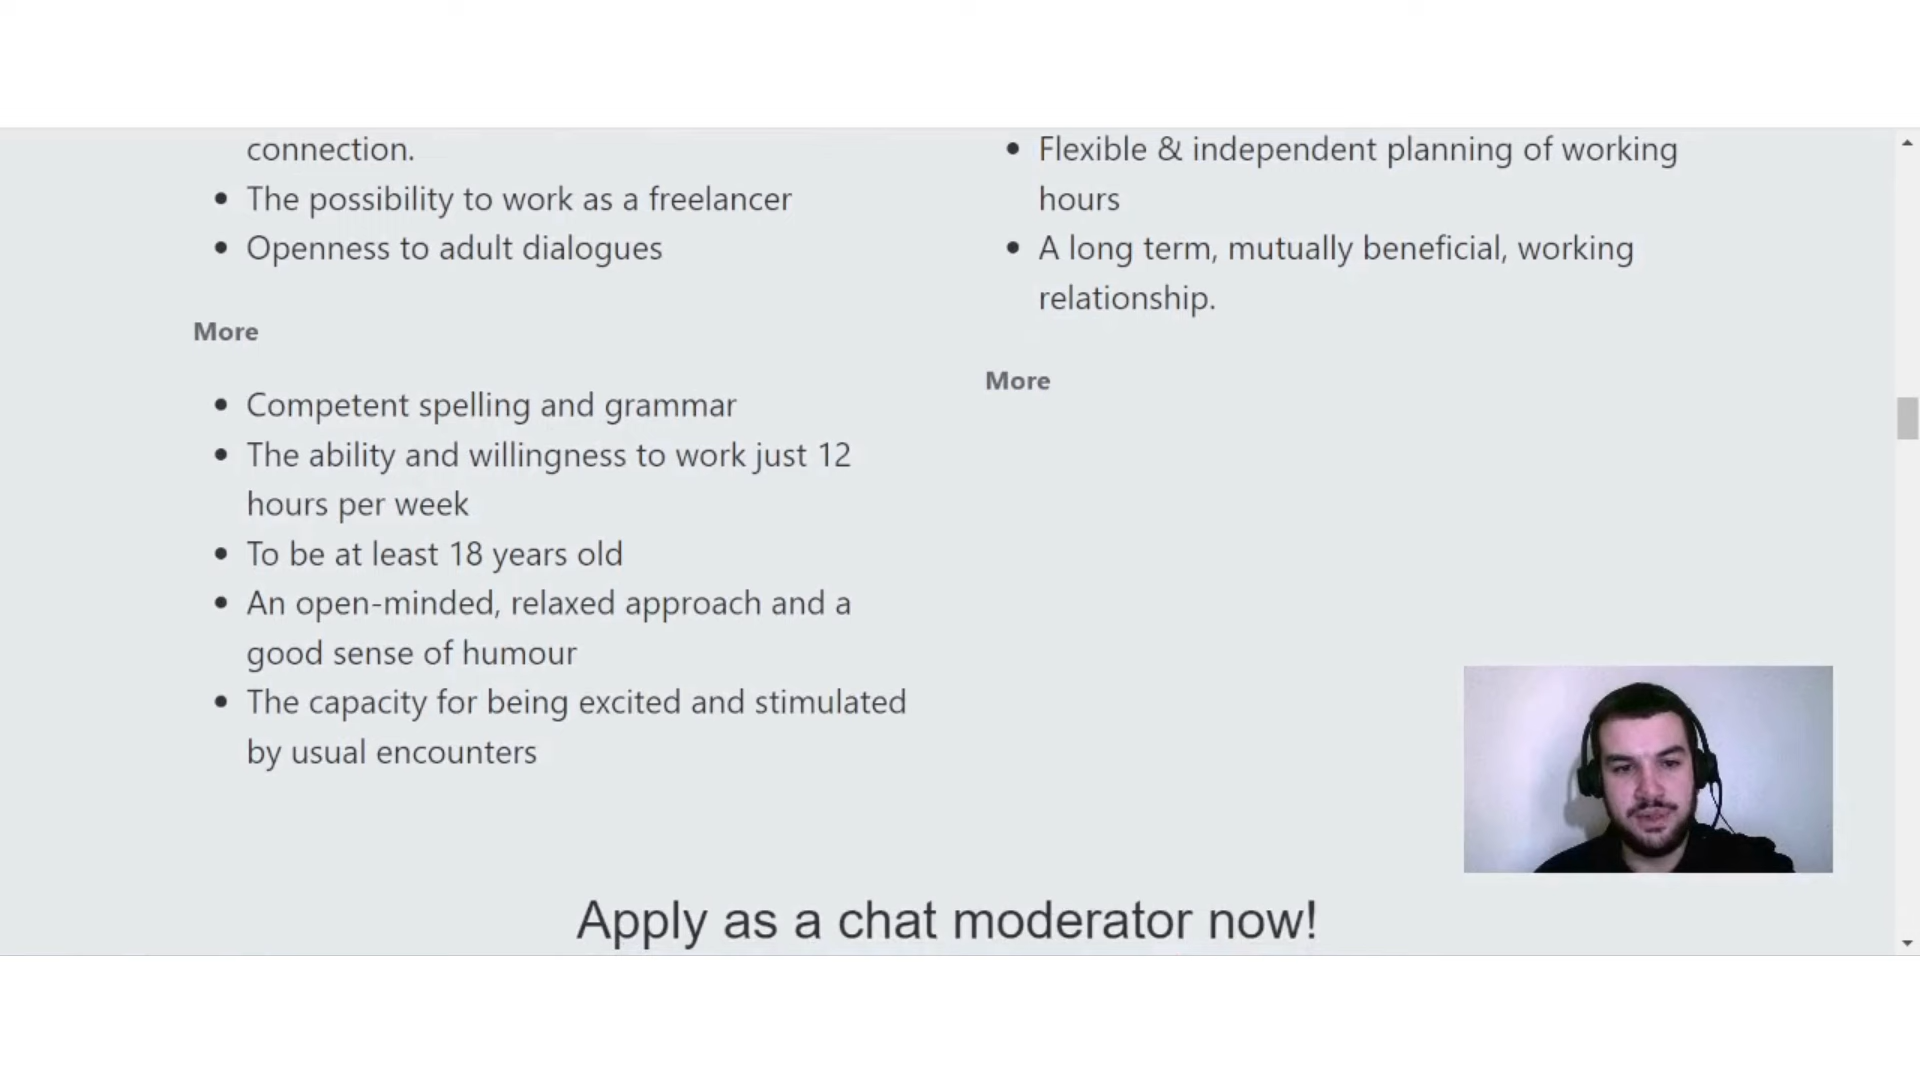 connection.
The possibility to work as a freelancer
Openness to adult dialogues
More
Competent spelling and grammar
The ability and willingness to work just 12
hours per week
To be at least 18 years old
An open-minded, relaxed approach and a
good sense of humour
The capacity for being excited and stimulated
by usual encounters
Flexible & independent planning of working
hours
A long term, mutually beneficial, working
relationship.
More
Apply as a chat moderator now!